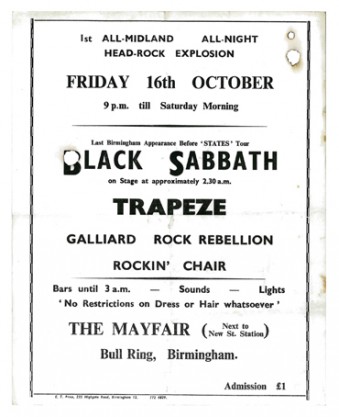 1st ALL-MIDLAND ALL-NIGHT
HEAD-ROCK EXPLOSION
FRIDAY 16th OCTOBER
9 p.m. till Saturday Morning
Last Birmingham Appearance Before 'STATES' Tour
BLACK SABBATH
on Stage at approximately 2.30 a.m.
TRAPEZE
GALLIARD ROCK REBELLION
ROCKIN' CHAIR
Bars until 3 a.m. — Sounds — Lights
'No Restrictions on Dress or Hair whatsoever'
THE MAYFAIR (Next to New St. Station)
Bull Ring, Birmingham.
Admission £1
Birmingham